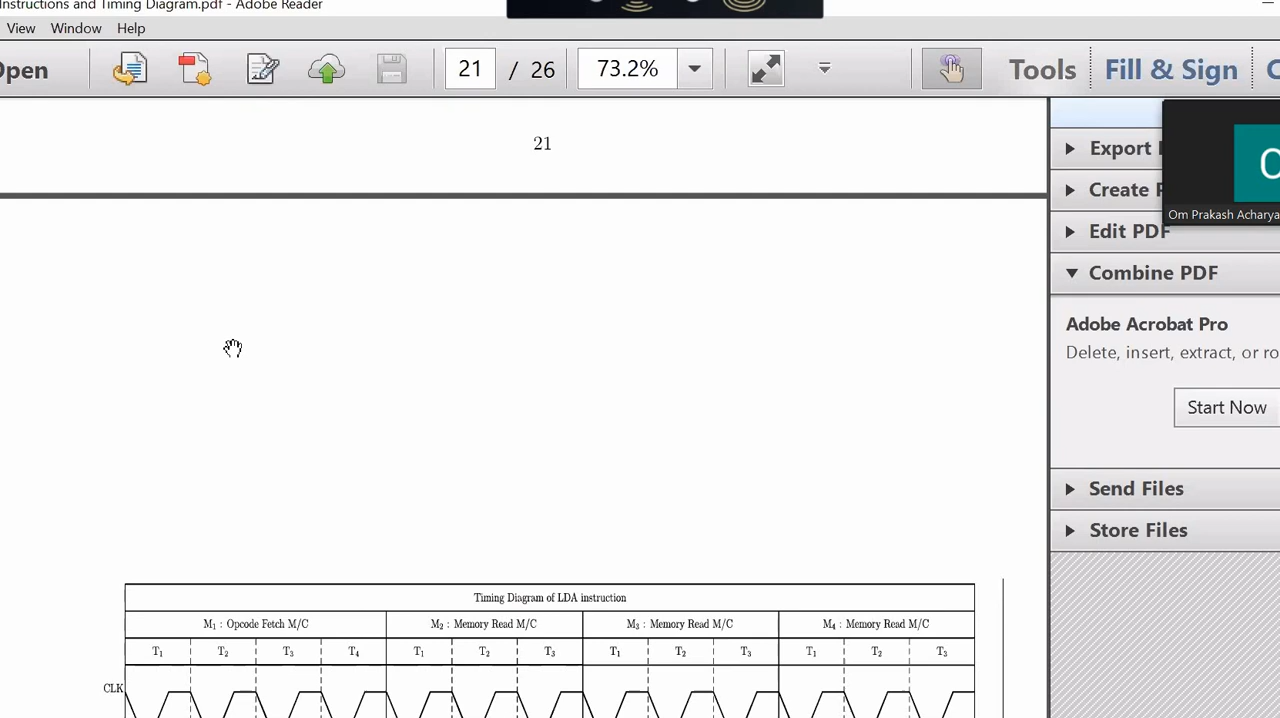 Instructions and Timing Diagram.pdf - Adobe Reader
View Window Help
Open
21 / 26
73.2%
Tools
Fill & Sign
21
Export
Create
Edit PDF
Combine PDF
Adobe Acrobat Pro
Delete, insert, extract, or ro
Start Now
Send Files
Store Files
Om Prakash Acharya
Timing Diagram of LDA instruction
M₁ : Opcode Fetch M/C M₂ : Memory Read M/C M₃ : Memory Read M/C M₄ : Memory Read M/C
T₁ T₂ T₃ T₄ T₁ T₂ T₃ T₁ T₂ T₃ T₁ T₂ T₃
CLK